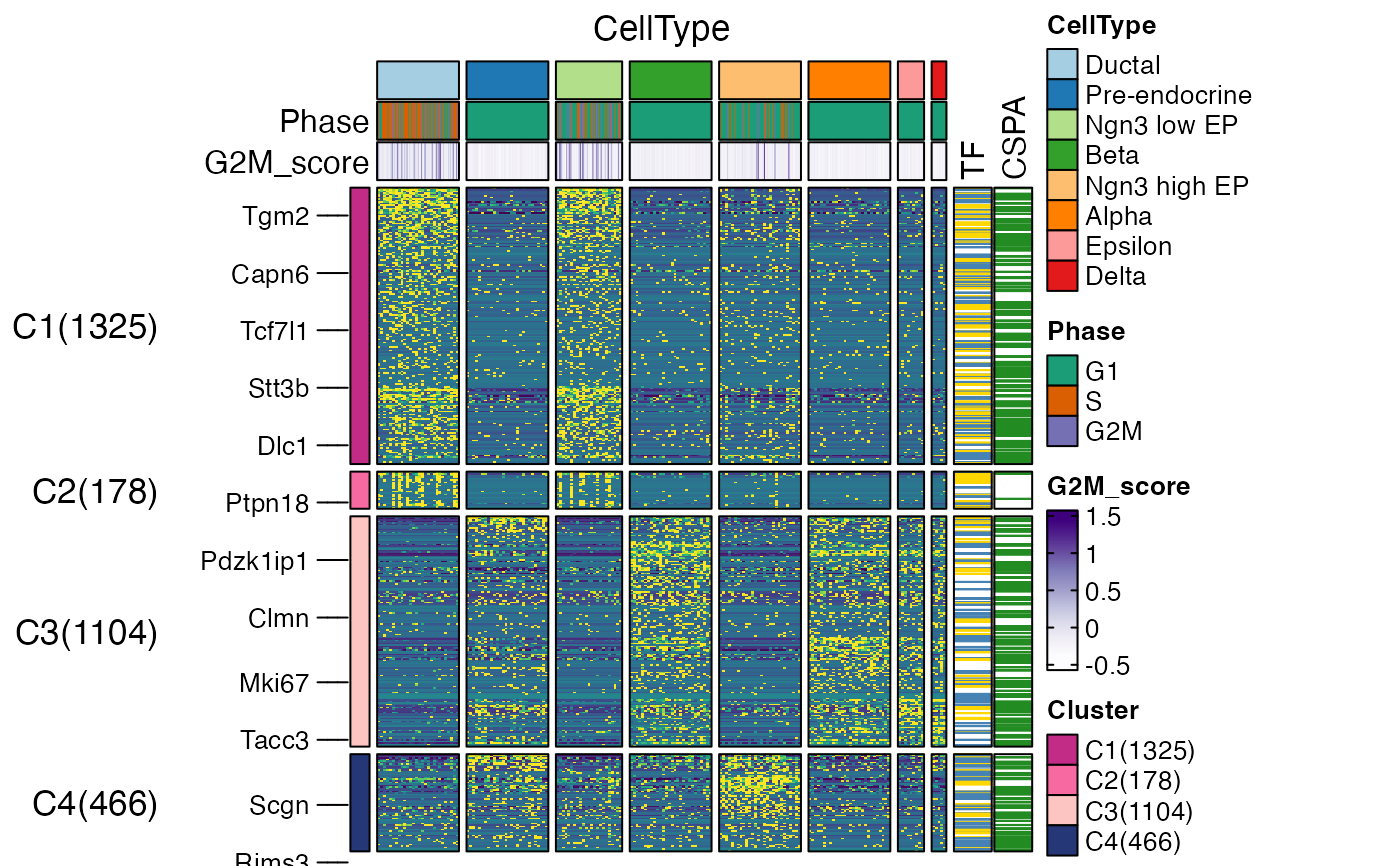 CellType
Phase
G2M_score
TF
CSPA
C1(1325)
Tgm2
Capn6
Tcf7l1
Stt3b
Dlc1
C2(178)
Ptpn18
C3(1104)
Pdzk1ip1
Clmn
Mki67
Tacc3
C4(466)
Scgn
Rims3
CellType
Ductal
Pre-endocrine
Ngn3 low EP
Beta
Ngn3 high EP
Alpha
Epsilon
Delta
Phase
G1
S
G2M
G2M_score
1.5
1
0.5
0
-0.5
Cluster
C1(1325)
C2(178)
C3(1104)
C4(466)